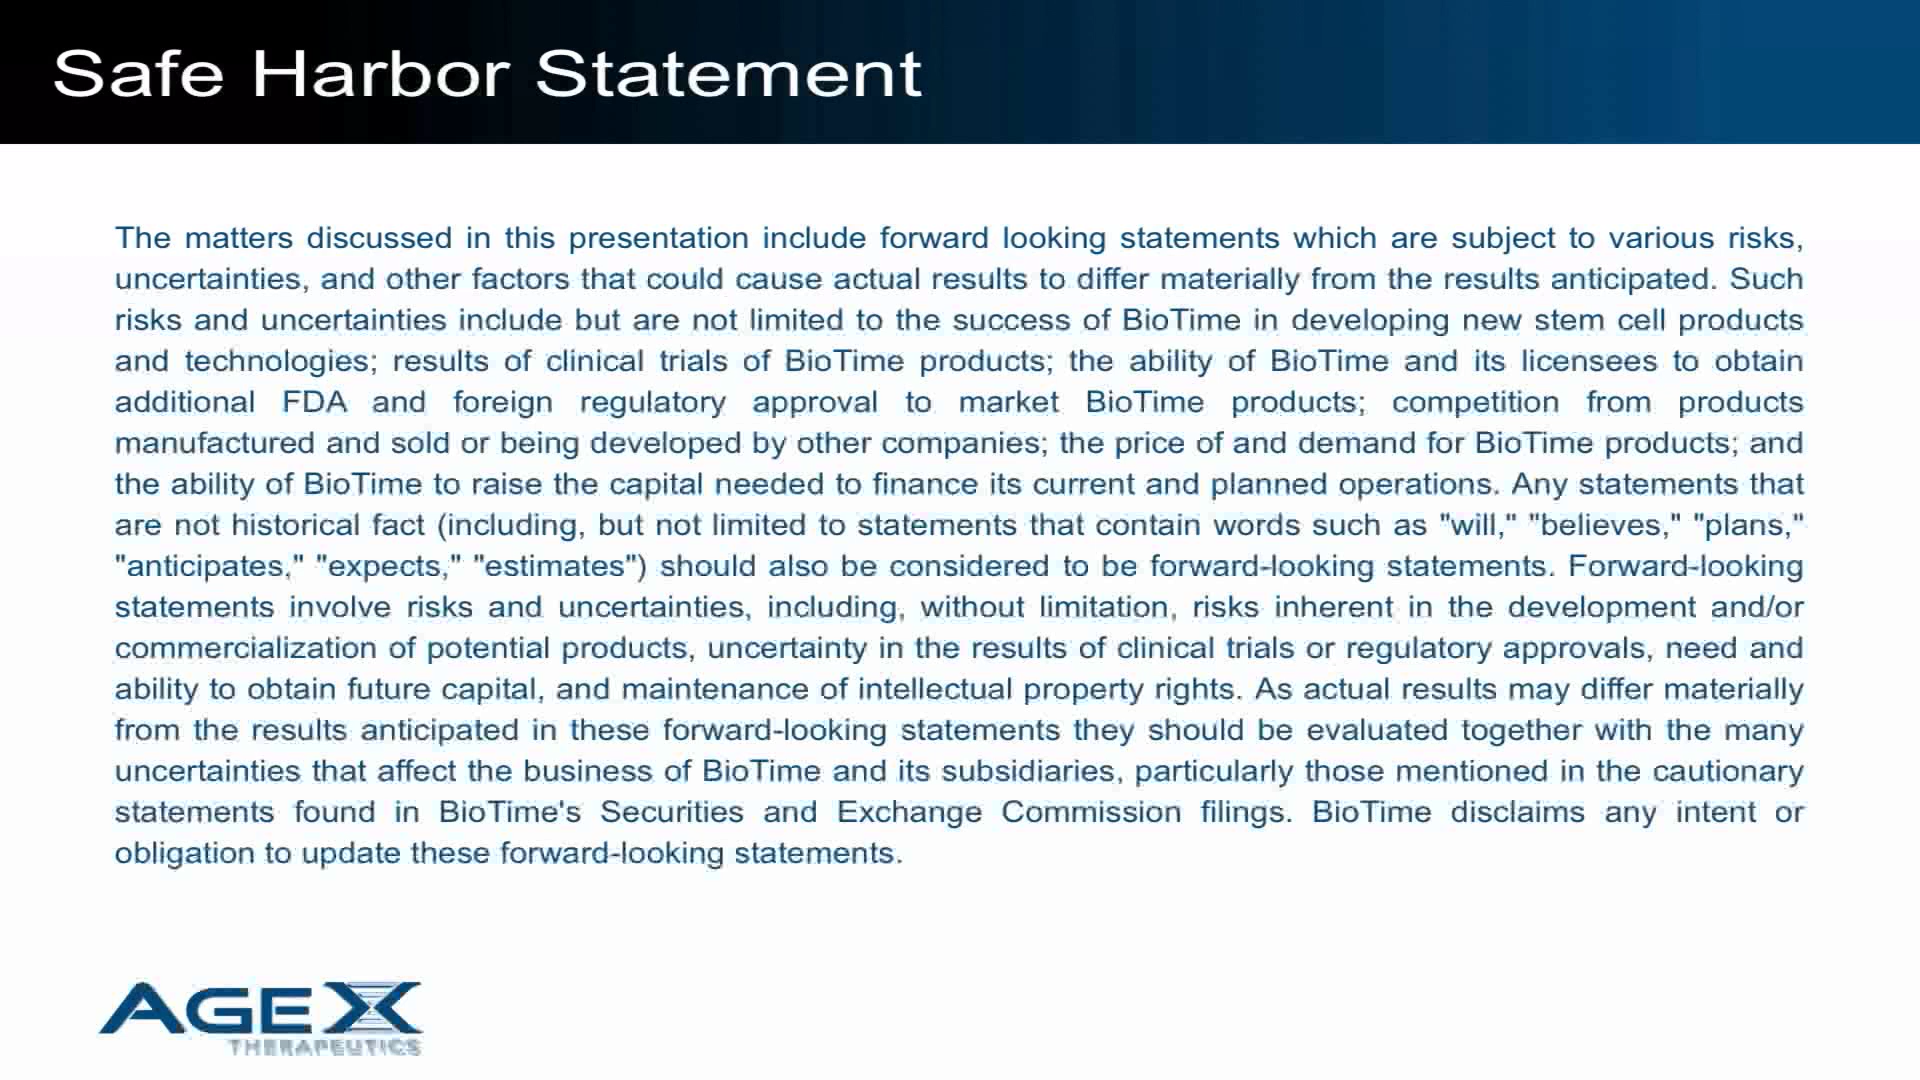 Safe Harbor Statement
The matters discussed in this presentation include forward looking statements which are subject to various risks,
uncertainties, and other factors that could cause actual results to differ materially from the results anticipated. Such
risks and uncertainties include but are not limited to the success of BioTime in developing new stem cell products
and technologies; results of clinical trials of BioTime products; the ability of BioTime and its licensees to obtain
additional FDA and foreign regulatory approval to market BioTime products; competition from products
manufactured and sold or being developed by other companies; the price of and demand for BioTime products; and
the ability of BioTime to raise the capital needed to finance its current and planned operations. Any statements that
are not historical fact (including, but not limited to statements that contain words such as "will," "believes," "plans,"
"anticipates," "expects," "estimates") should also be considered to be forward-looking statements. Forward-looking
statements involve risks and uncertainties, including, without limitation, risks inherent in the development and/or
commercialization of potential products, uncertainty in the results of clinical trials or regulatory approvals, need and
ability to obtain future capital, and maintenance of intellectual property rights. As actual results may differ materially
from the results anticipated in these forward-looking statements they should be evaluated together with the many
uncertainties that affect the business of BioTime and its subsidiaries, particularly those mentioned in the cautionary
statements found in BioTime's Securities and Exchange Commission filings. BioTime disclaims any intent or
obligation to update these forward-looking statements.
AGEX
THERAPEUTICS